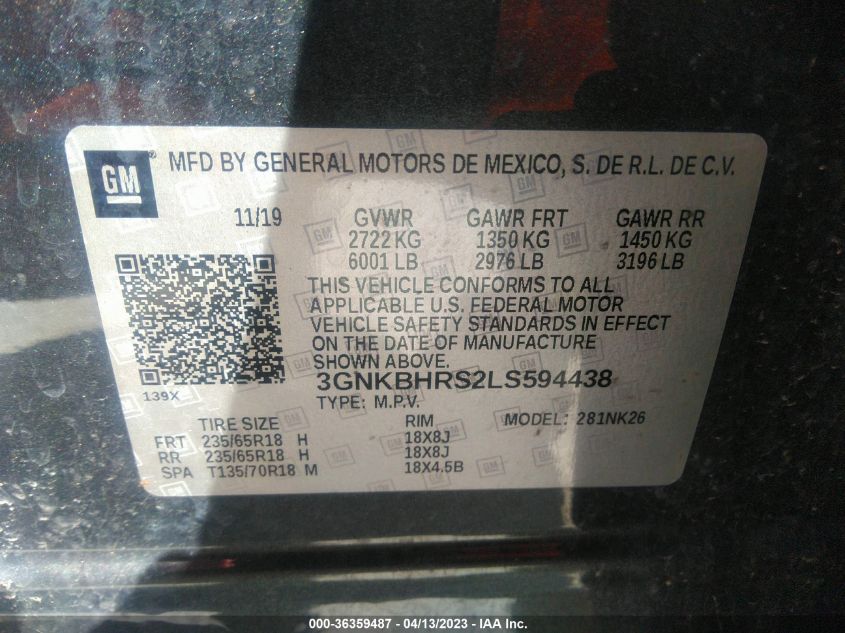 GM ® MFD BY GENERAL MOTORS DE MEXICO, S. DE R.L. DE C.V.
11/19 GVWR GAWR FRT GAWR RR
2722 KG 1350 KG 1450 KG
6001 LB 2976 LB 3196 LB
THIS VEHICLE CONFORMS TO ALL
APPLICABLE U.S. FEDERAL MOTOR
VEHICLE SAFETY STANDARDS IN EFFECT
ON THE DATE OF MANUFACTURE
SHOWN ABOVE.
3GNKBHRS2LS594438
139X TYPE: M.P.V.
TIRE SIZE RIM MODEL: 281NK26
FRT 235/65R18 H 18X8J
RR 235/65R18 H 18X8J
SPA T135/70R18 M 18X4.5B
000-36359487 - 04/13/2023 - IAA Inc.